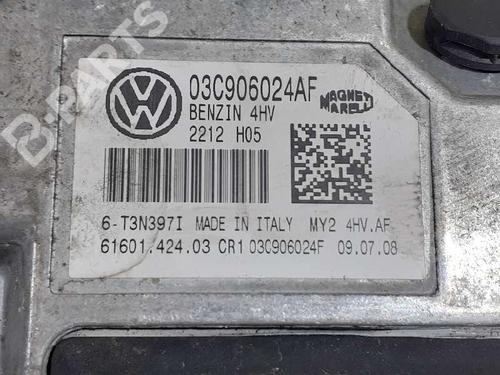 B-PARTS
03C906024AF
BENZIN 4HV
MAGNETI
MARELLI
2212 H05
6-T3N397I MADE IN ITALY MY2 4HV.AF
61601.424.03 CR1 03C906024F 09.07.08